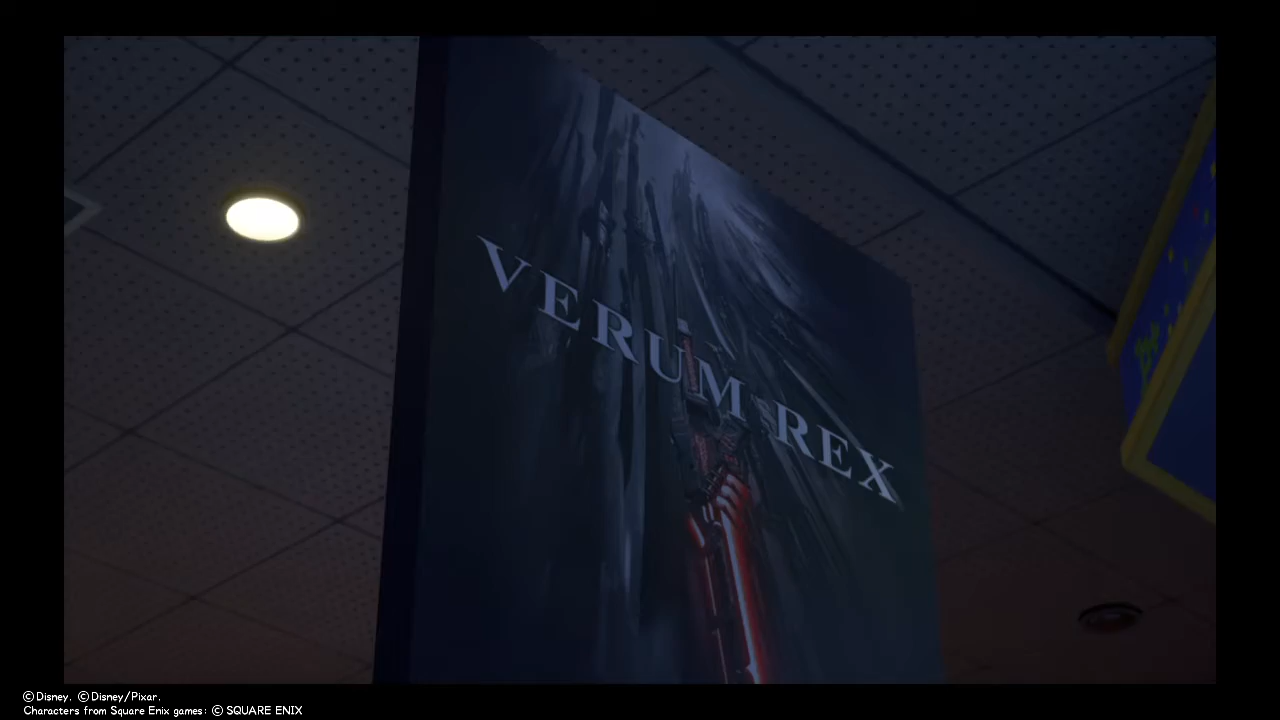 VERUM REX
©Disney. ©Disney/Pixar.
Characters from Square Enix games: © SQUARE ENIX